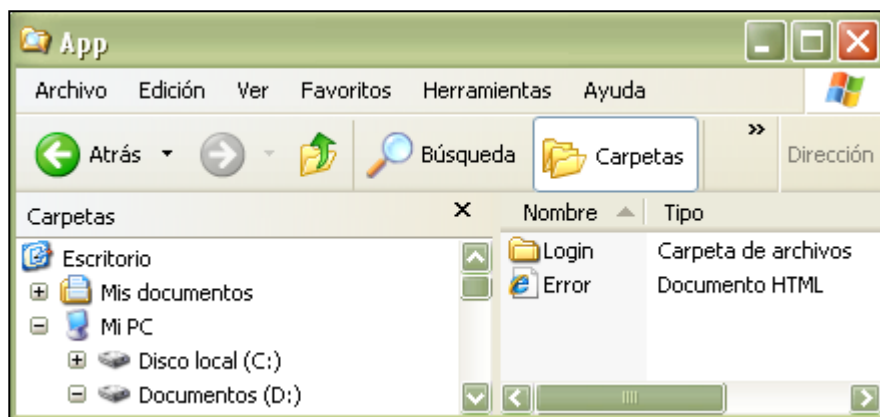 App
Archivo Edición Ver Favoritos Herramientas Ayuda
Atrás Búsqueda Carpetas » Dirección
Carpetas × Nombre Tipo
Escritorio
Mis documentos
Mi PC
Disco local (C:)
Documentos (D:)
Login Carpeta de archivos
Error Documento HTML